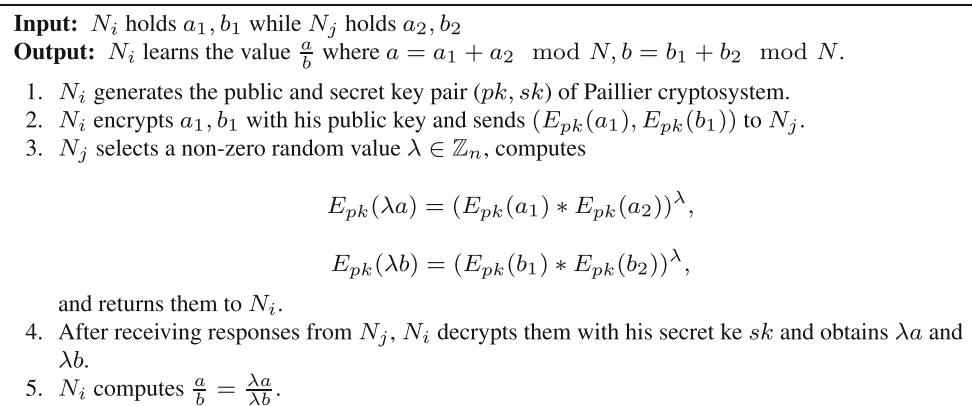 Input: N_i holds a_1, b_1 while N_j holds a_2, b_2
Output: N_i learns the value a/b where a = a_1 + a_2 mod N, b = b_1 + b_2 mod N.
1. N_i generates the public and secret key pair (pk, sk) of Paillier cryptosystem.
2. N_i encrypts a_1, b_1 with his public key and sends (E_pk(a_1), E_pk(b_1)) to N_j.
3. N_j selects a non-zero random value λ ∈ ℤ_n, computes
E_pk(λa) = (E_pk(a_1) ∗ E_pk(a_2))^λ,
E_pk(λb) = (E_pk(b_1) ∗ E_pk(b_2))^λ,
and returns them to N_i.
4. After receiving responses from N_j, N_i decrypts them with his secret ke sk and obtains λa and
λb.
5. N_i computes a/b = λa/λb.